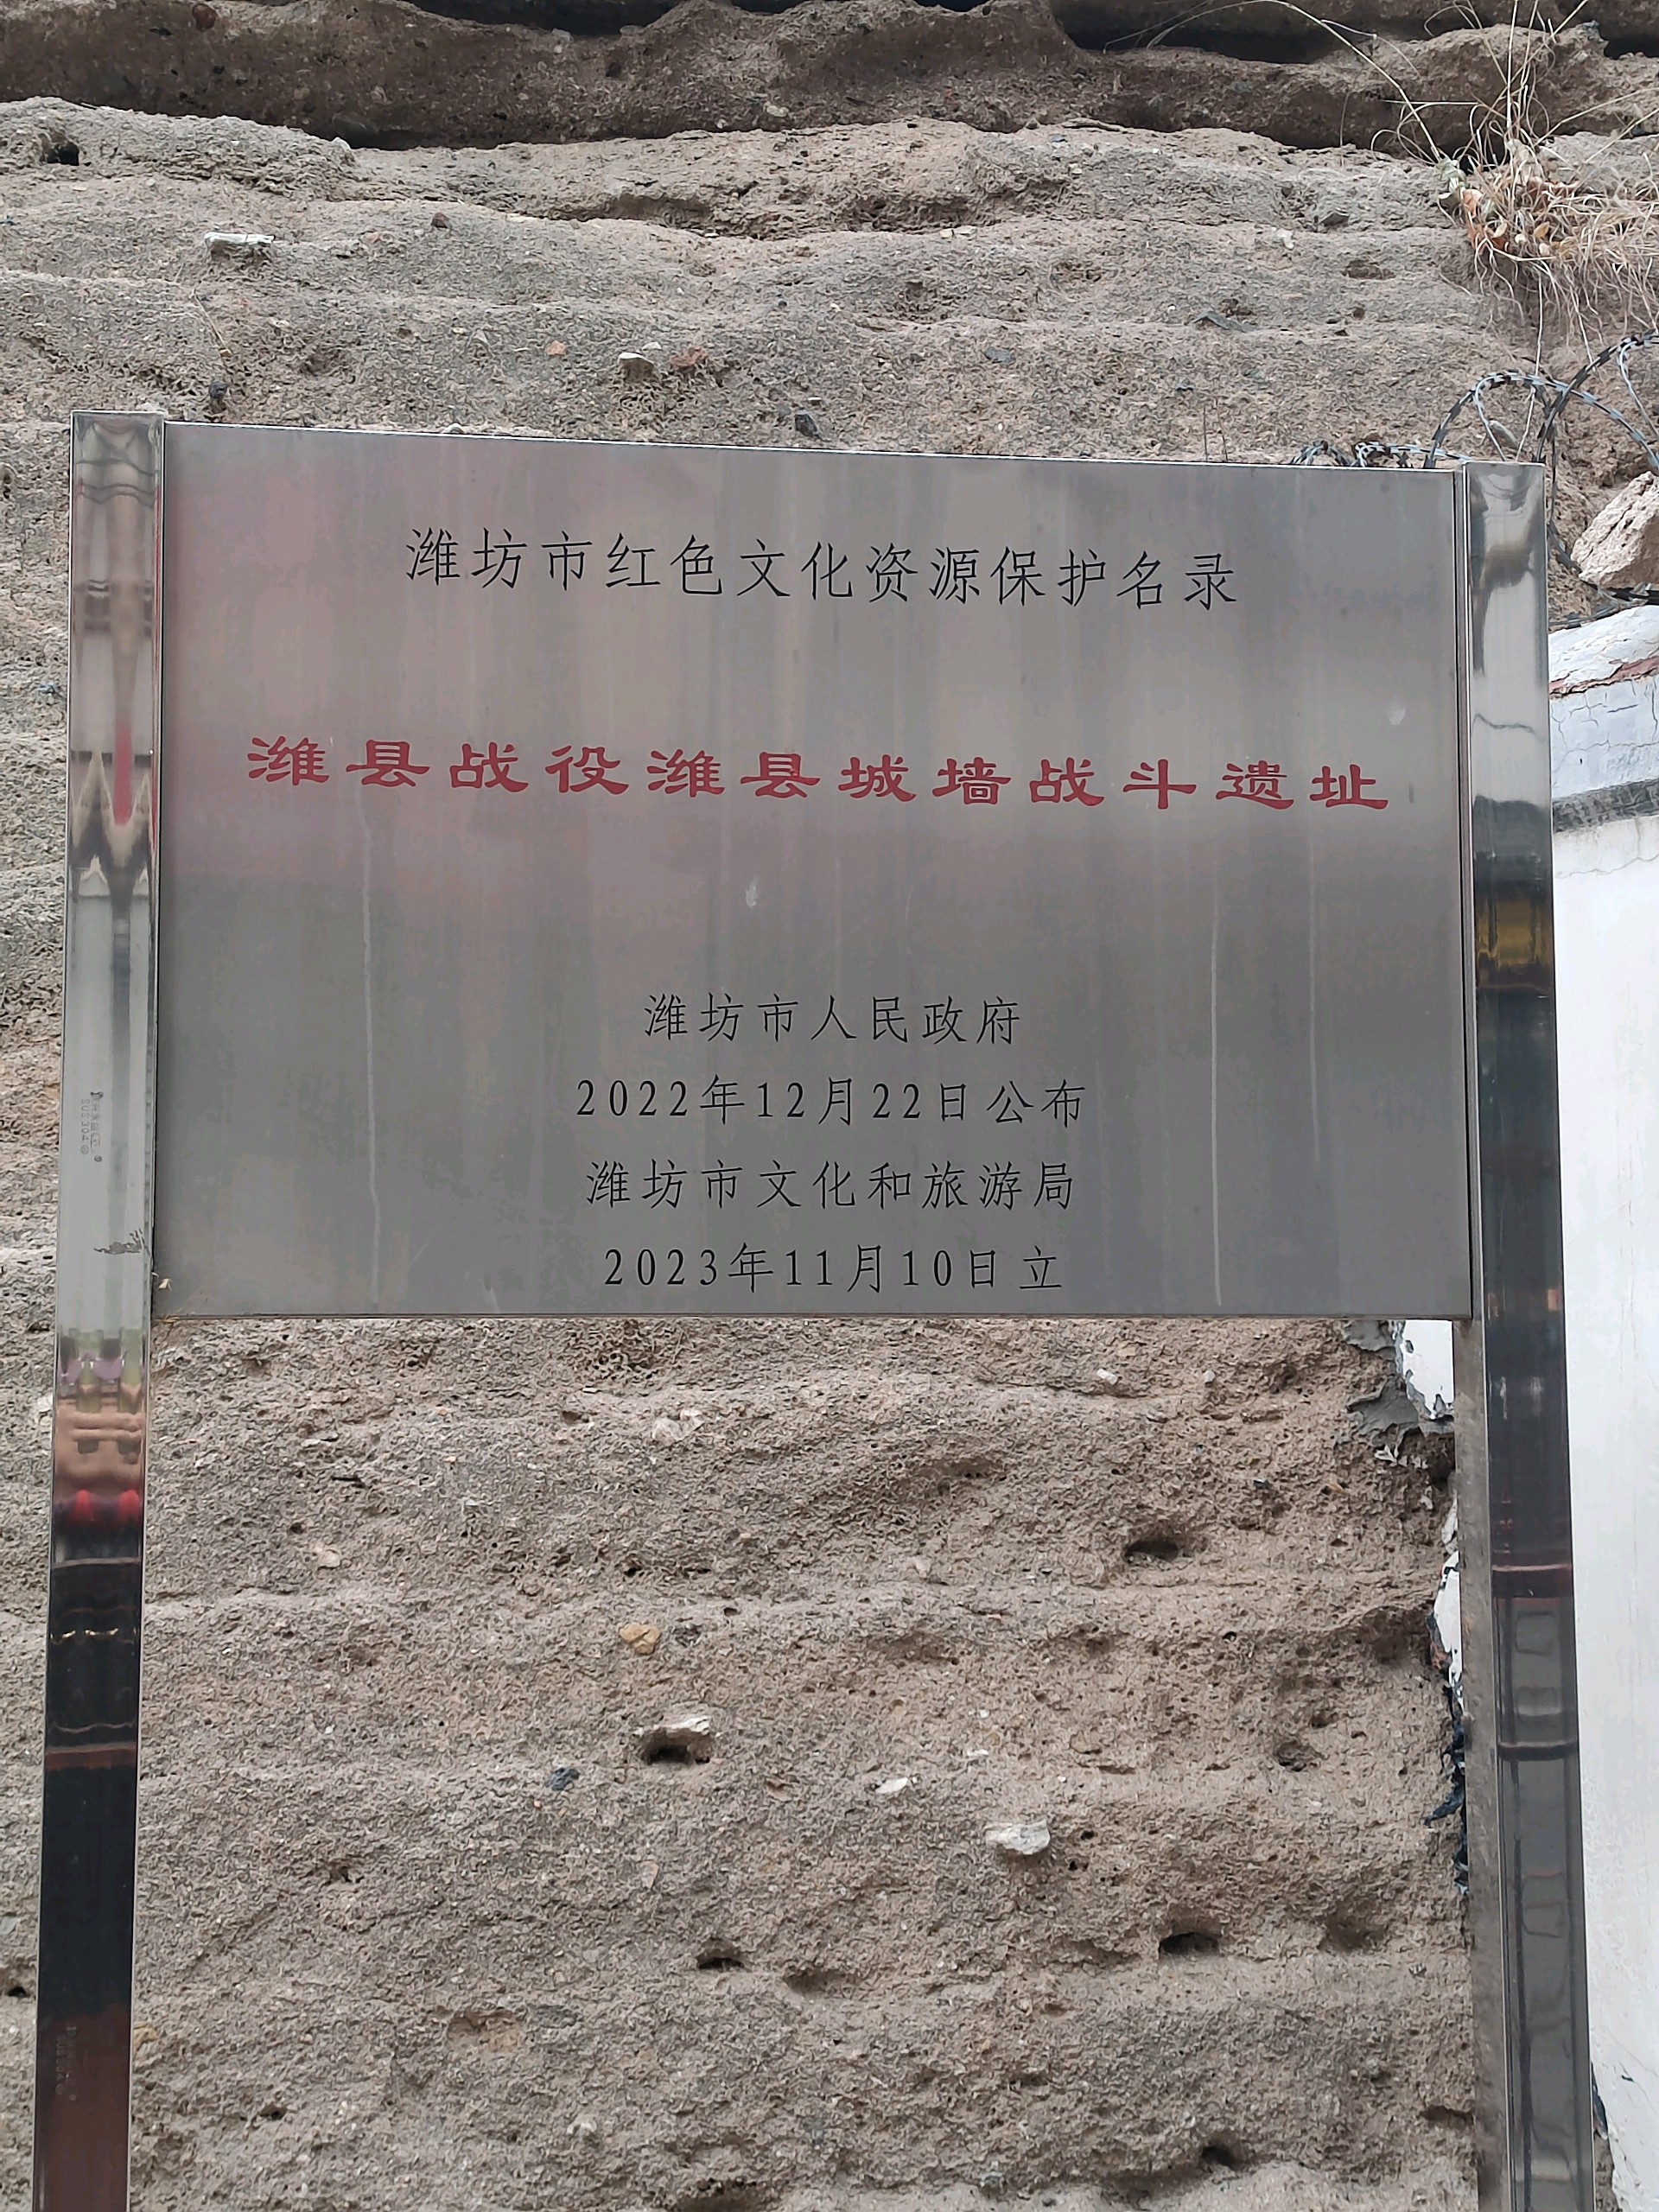 潍坊市红色文化资源保护名录
潍县战役潍县城墙战斗遗址
潍坊市人民政府
2022年12月22日公布
潍坊市文化和旅游局
2023年11月10日立